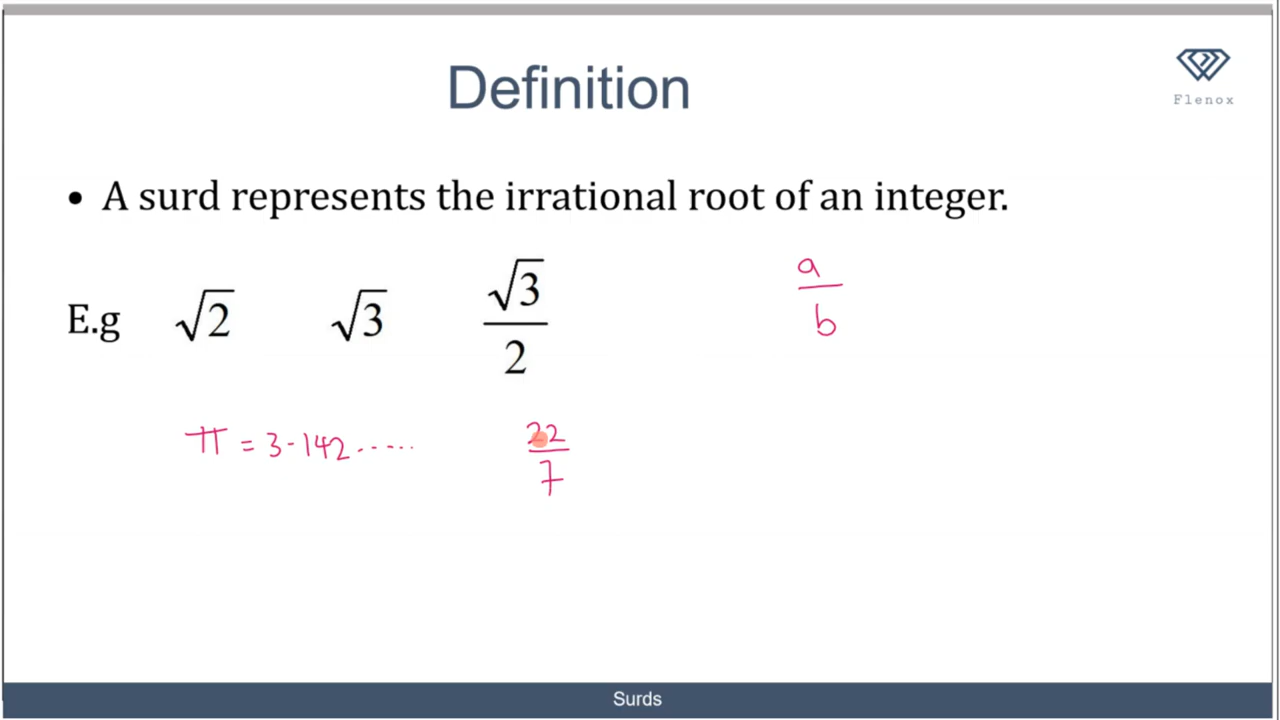 Definition
Flenox
• A surd represents the irrational root of an integer.
E.g √2 √3 √3/2
a/b
π = 3.142...... 22/7
Surds